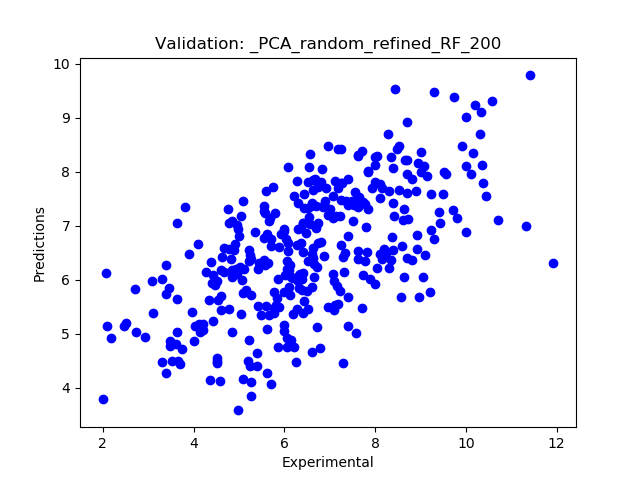 Validation: _PCA_random_refined_RF_200
10
9
8
7
6
5
4
Predictions
2 4 6 8 10 12
Experimental